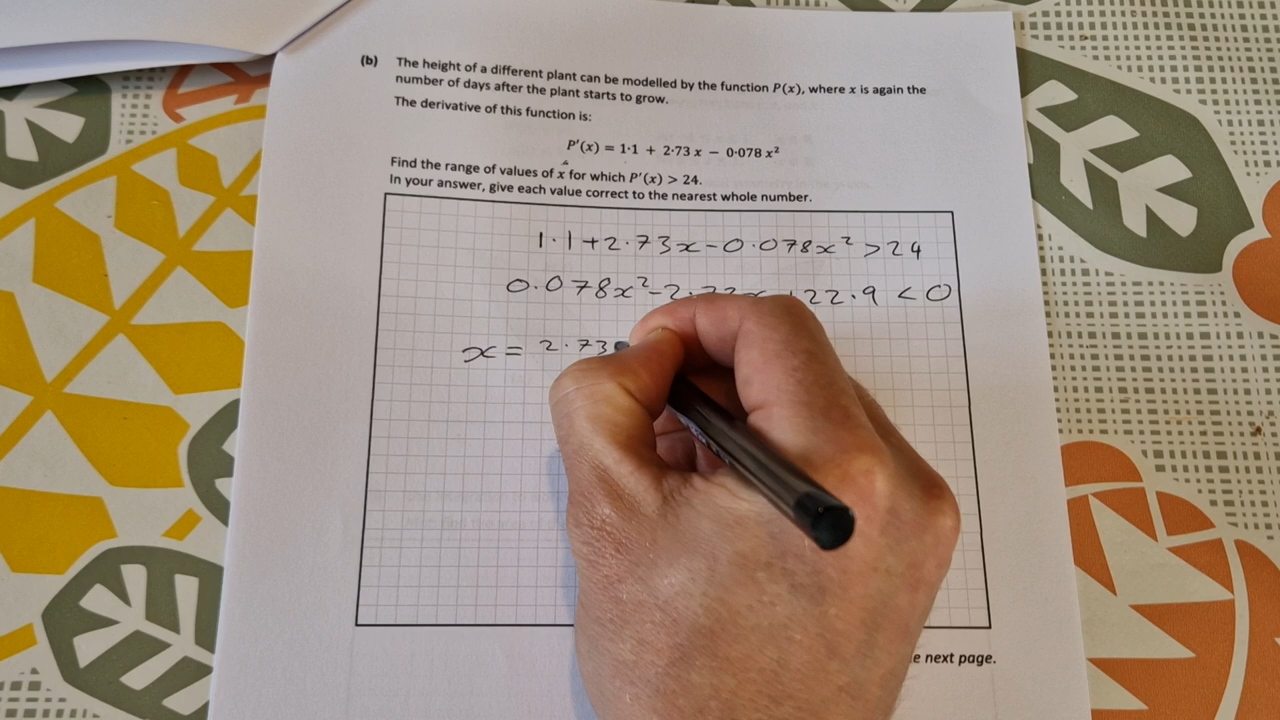 (b) The height of a different plant can be modelled by the function P(x), where x is again the
number of days after the plant starts to grow.
The derivative of this function is:
P′(x) = 1·1 + 2·73 x − 0·078 x²
Find the range of values of x for which P′(x) > 24.
In your answer, give each value correct to the nearest whole number.
1.1+2.73x-0.078x²>24
0.078x²-2. 22.9 <0
x= 2.73
e next page.